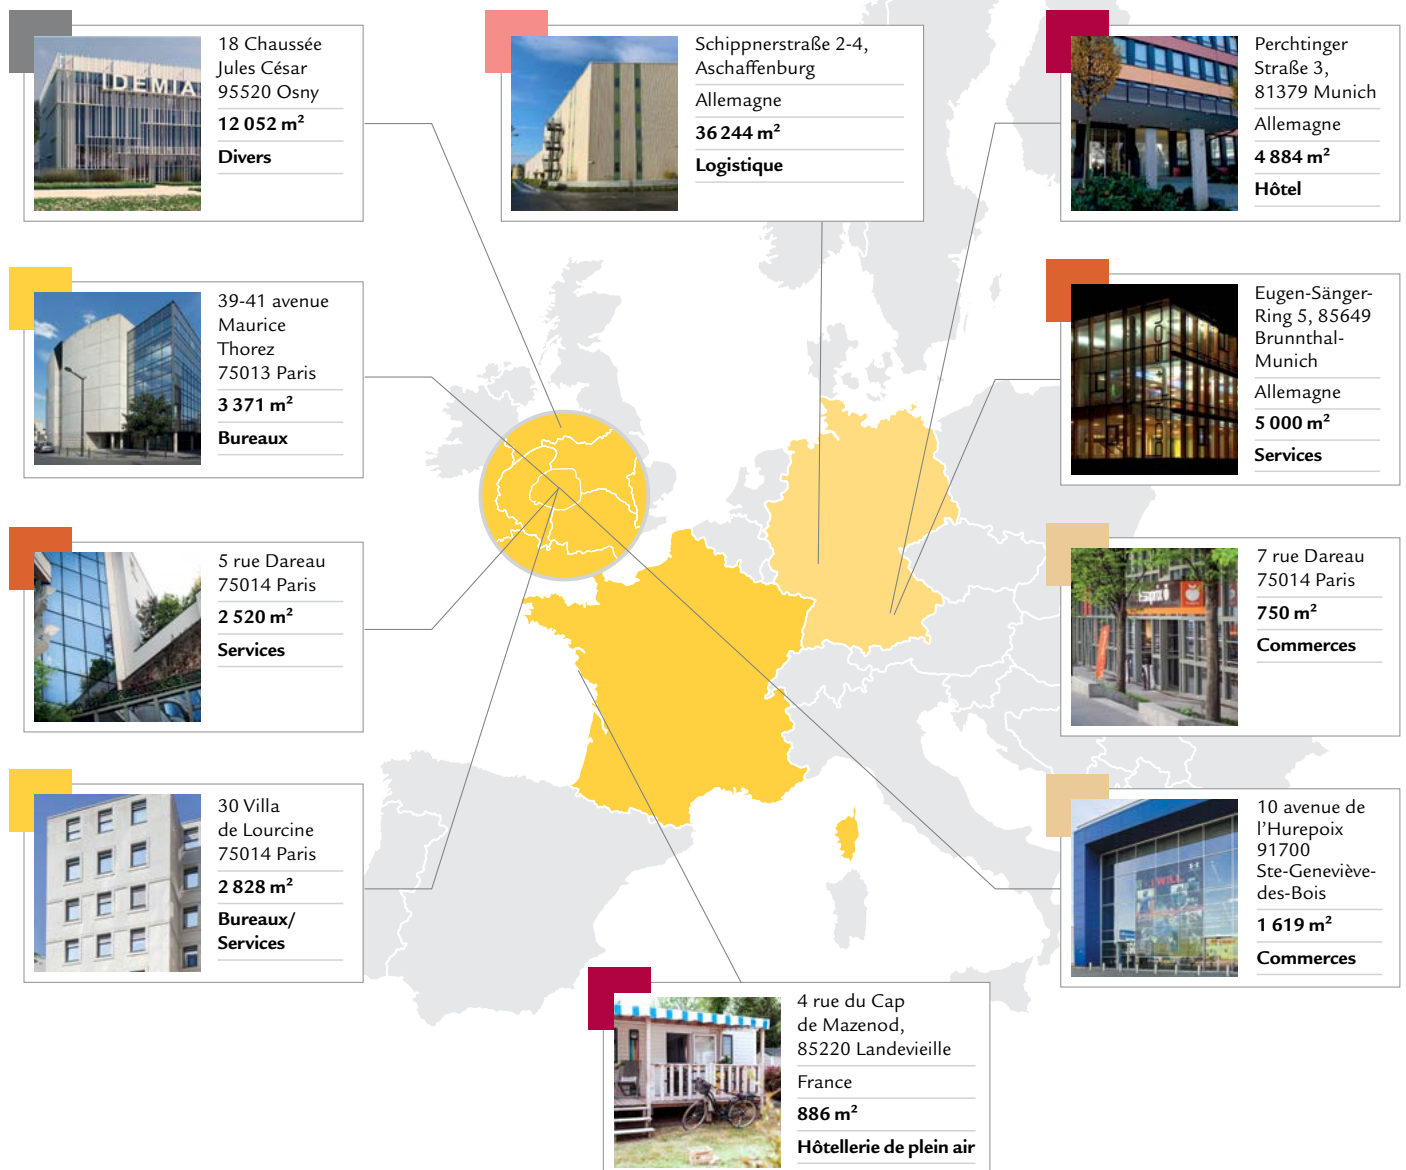 IDEMIA
18 Chaussée
Jules César
95520 Osny
12 052 m²
Divers
Schippnerstraße 2-4,
Aschaffenburg
Allemagne
36 244 m²
Logistique
Perchtinger
Straße 3,
81379 Munich
Allemagne
4 884 m²
Hôtel
39-41 avenue
Maurice
Thorez
75013 Paris
3 371 m²
Bureaux
Eugen-Sänger-
Ring 5, 85649
Brunnthal-
Munich
Allemagne
5 000 m²
Services
5 rue Dareau
75014 Paris
2 520 m²
Services
7 rue Dareau
75014 Paris
750 m²
Commerces
30 Villa
de Lourcine
75014 Paris
2 828 m²
Bureaux/
Services
I WILL.
10 avenue de
l'Hurepoix
91700
Ste-Geneviève-
des-Bois
1 619 m²
Commerces
4 rue du Cap
de Mazenod,
85220 Landevieille
France
886 m²
Hôtellerie de plein air